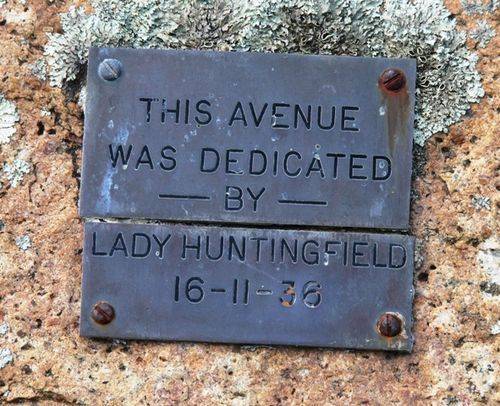 THIS AVENUE
WAS DEDICATED
— BY —
LADY HUNTINGFIELD
16-11-36